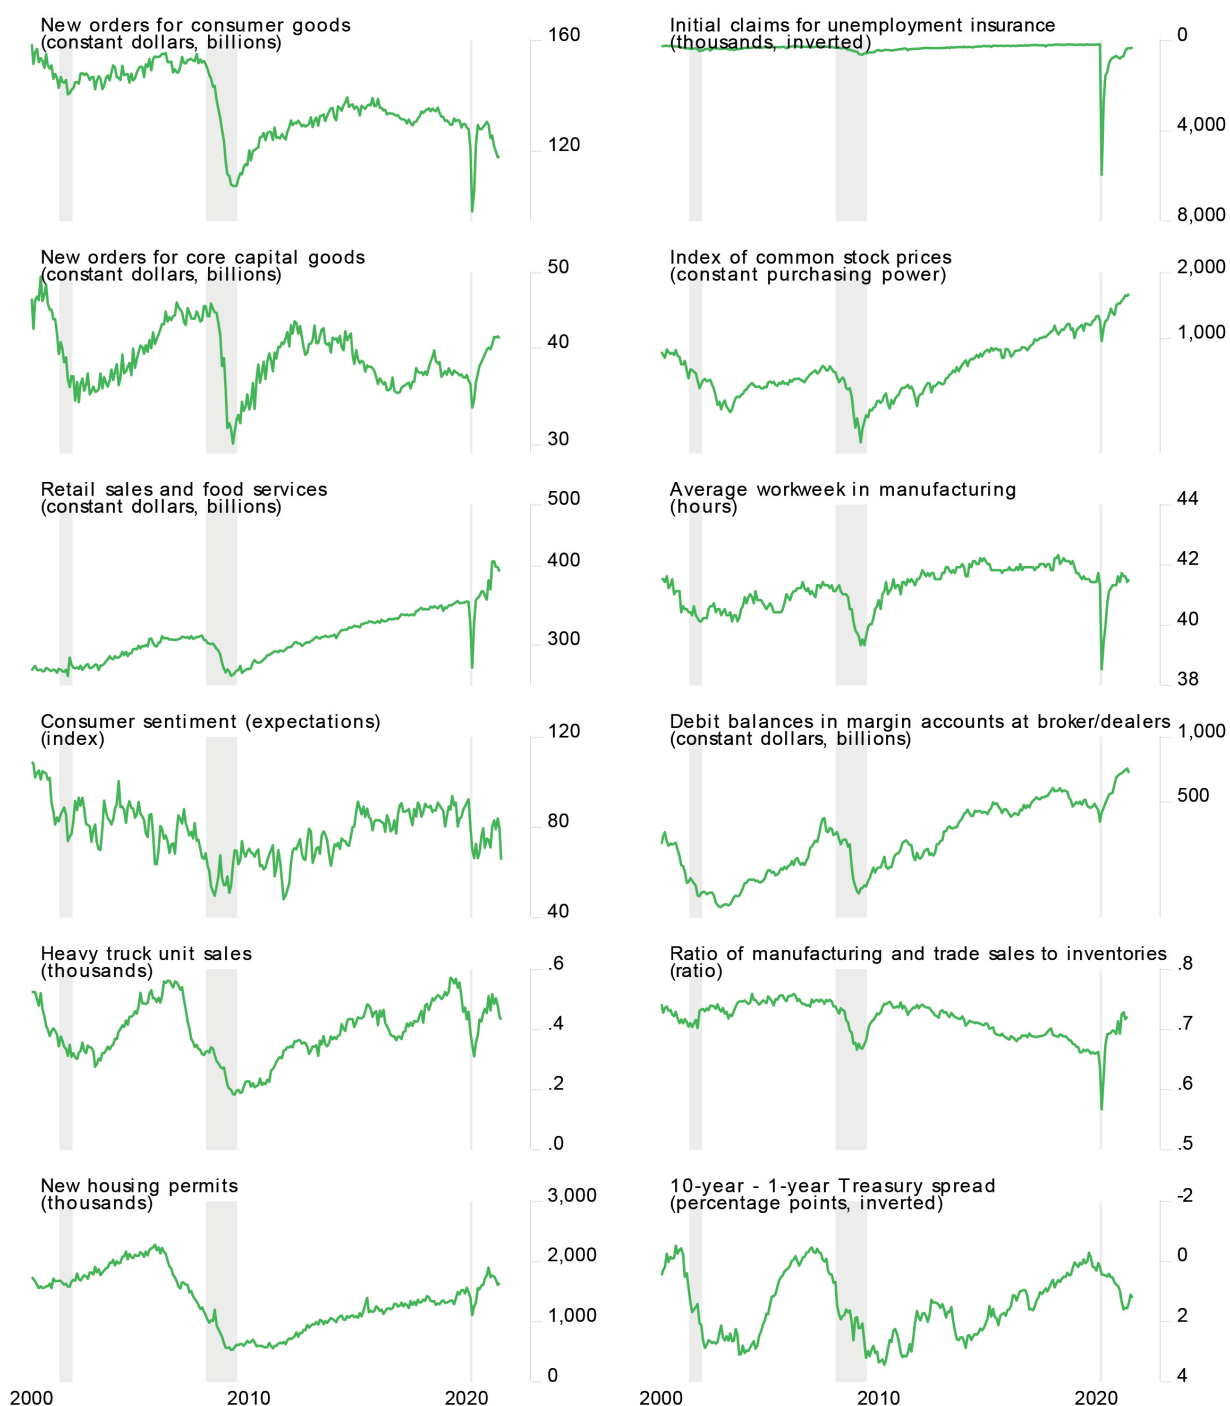 New orders for consumer goods
(constant dollars, billions)
160
120
Initial claims for unemployment insurance
(thousands, inverted)
0
4,000
8,000
New orders for core capital goods
(constant dollars, billions)
50
40
30
Index of common stock prices
(constant purchasing power)
2,000
1,000
Retail sales and food services
(constant dollars, billions)
500
400
300
Average workweek in manufacturing
(hours)
44
42
40
38
Consumer sentiment (expectations)
(index)
120
80
40
Debit balances in margin accounts at broker/dealers
(constant dollars, billions)
1,000
500
Heavy truck unit sales
(thousands)
.6
.4
.2
.0
Ratio of manufacturing and trade sales to inventories
(ratio)
.8
.7
.6
.5
New housing permits
(thousands)
3,000
2,000
1,000
0
2000 2010 2020
10-year - 1-year Treasury spread
(percentage points, inverted)
-2
0
2
4
2000 2010 2020